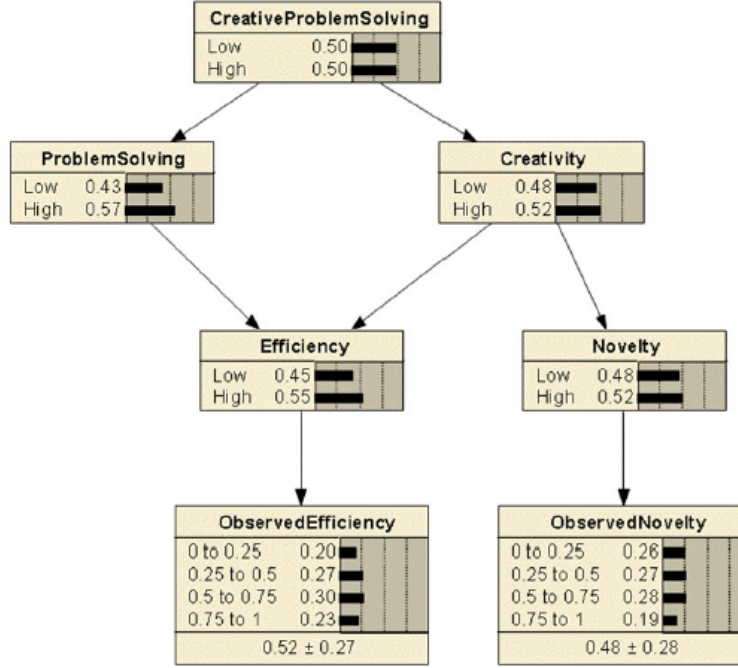 CreativeProblemSolving
Low 0.50
High 0.50
ProblemSolving
Low 0.43
High 0.57
Creativity
Low 0.48
High 0.52
Efficiency
Low 0.45
High 0.55
Novelty
Low 0.48
High 0.52
ObservedEfficiency
0 to 0.25 0.20
0.25 to 0.5 0.27
0.5 to 0.75 0.30
0.75 to 1 0.23
0.52 ± 0.27
ObservedNovelty
0 to 0.25 0.26
0.25 to 0.5 0.27
0.5 to 0.75 0.28
0.75 to 1 0.19
0.48 ± 0.28